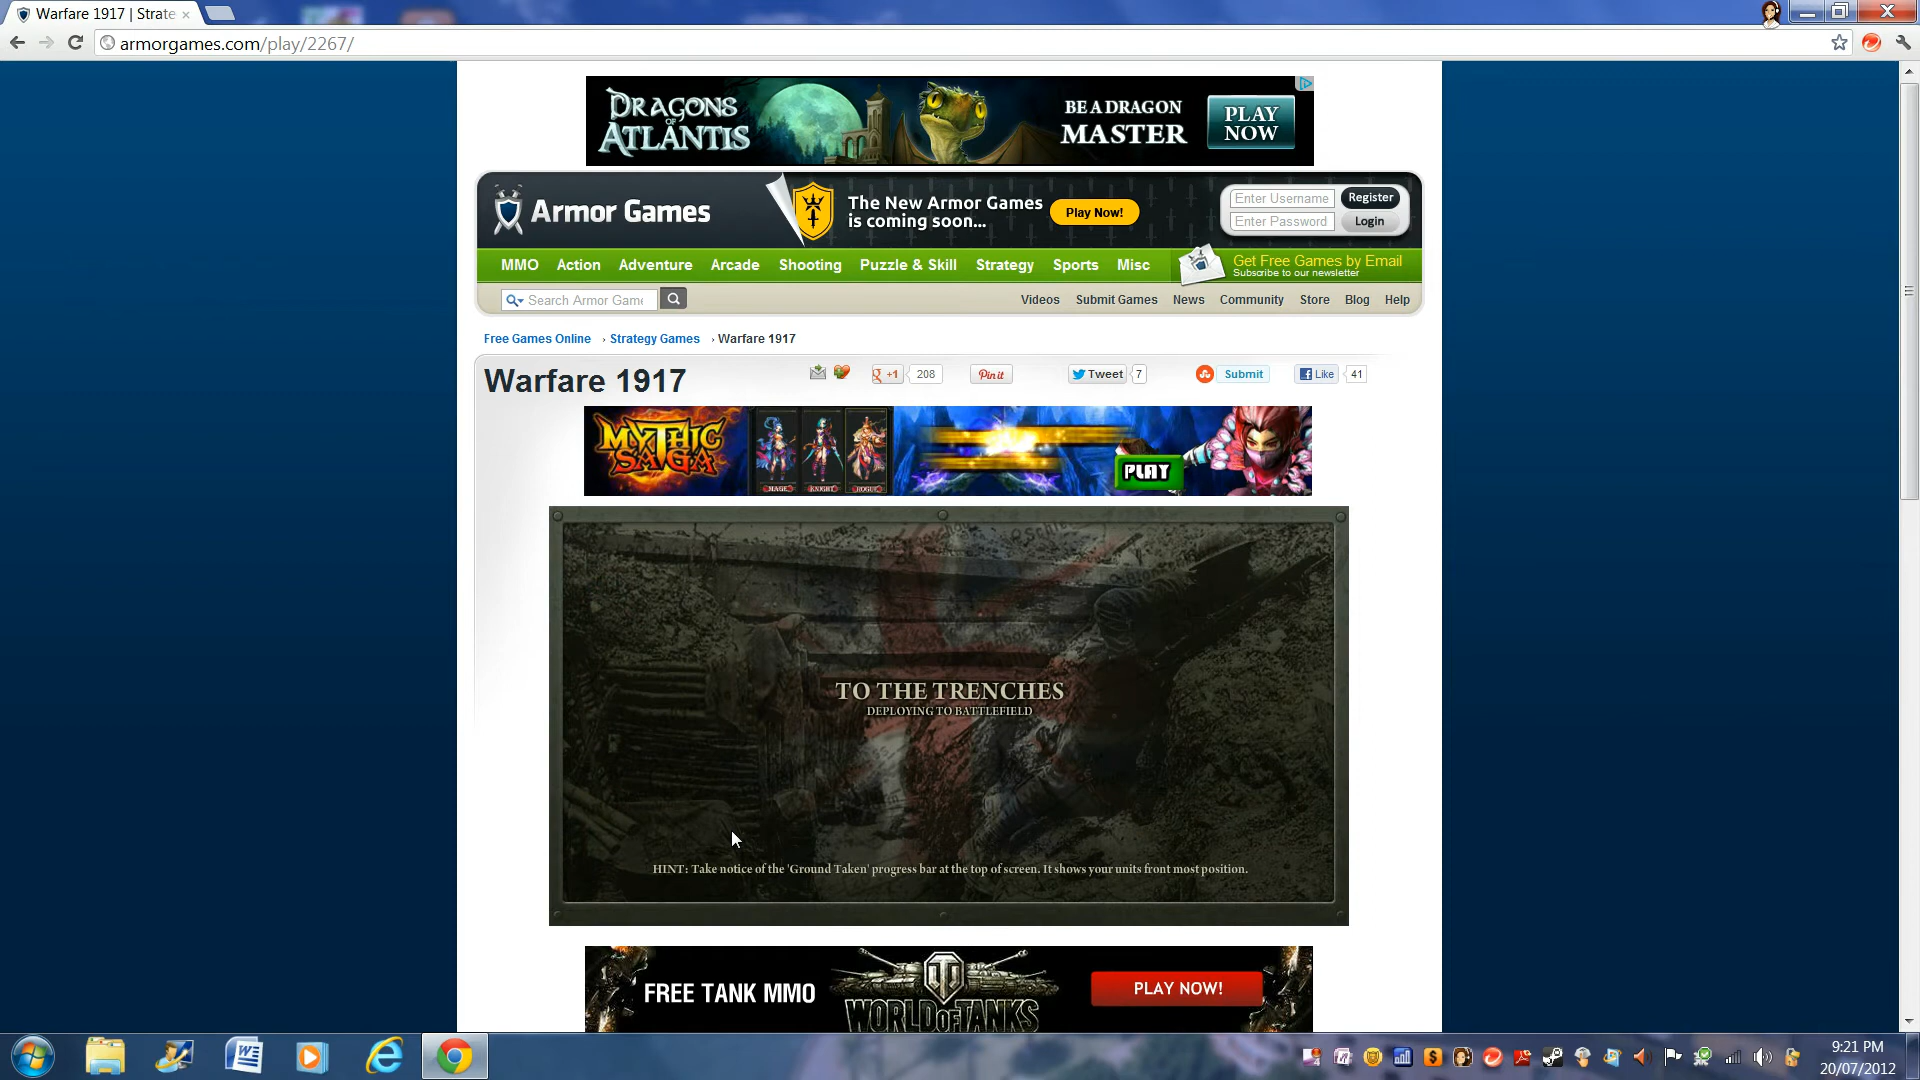 Warfare 1917 | Strate
armorgames.com/play/2267/
DRAGONS OF ATLANTIS
BE A DRAGON
MASTER
PLAY
NOW
Armor Games
The New Armor Games
is coming soon...
Play Now!
Enter Username
Register
Enter Password
Login
MMO Action Adventure Arcade Shooting Puzzle & Skill Strategy Sports Misc
Get Free Games by Email
Subscribe to our newsletter
Search Armor Game
Videos Submit Games News Community Store Blog Help
Free Games Online › Strategy Games › Warfare 1917
Warfare 1917
+1 208
Pin it
Tweet 7
Submit
Like 41
MYTHIC
SAGA
MAGE KNIGHT ROGUE
PLAY
TO THE TRENCHES
DEPLOYING TO BATTLEFIELD
HINT: Take notice of the 'Ground Taken' progress bar at the top of screen. It shows your units front most position.
FREE TANK MMO
WORLD OF TANKS
PLAY NOW!
9:21 PM
20/07/2012